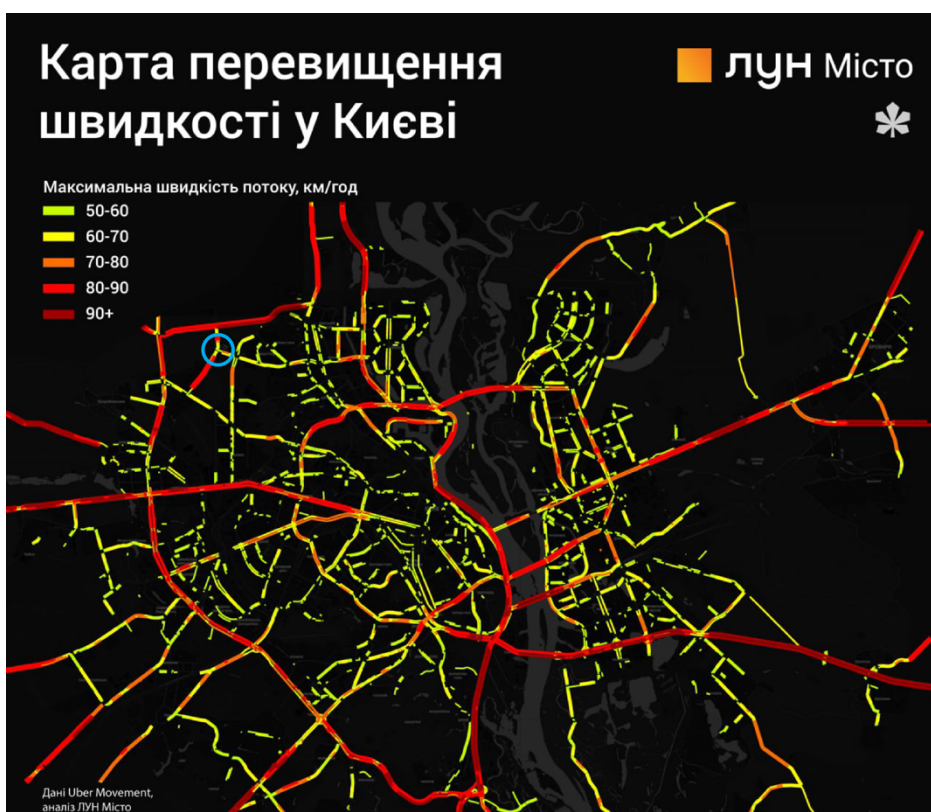 Карта перевищення
швидкості у Києві
лун Місто
Максимальна швидкість потоку, км/год
50-60
60-70
70-80
80-90
90+
Дані Uber Movement,
аналіз ЛУН Місто